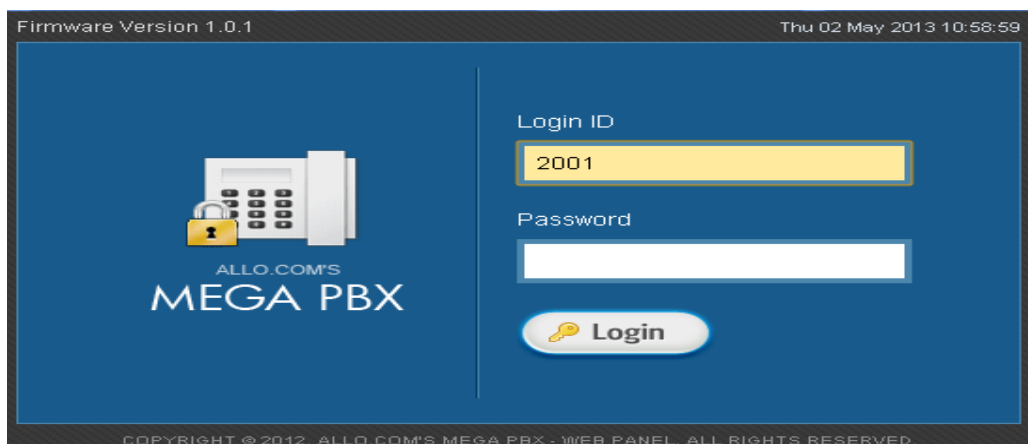 Firmware Version 1.0.1
Thu 02 May 2013 10:58:59
ALLO.COM'S
MEGA PBX
Login ID
2001
Password
Login
COPYRIGHT © 2012. ALLO.COM'S MEGA PBX - WEB PANEL. ALL RIGHTS RESERVED